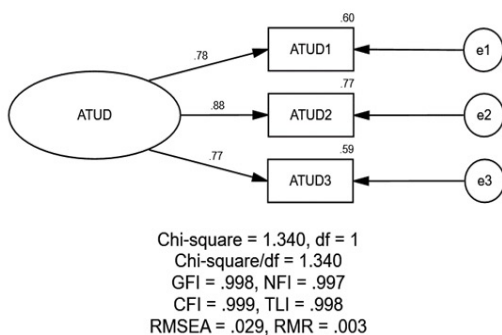 .60
.78
ATUD1
e1
.77
ATUD
.88
ATUD2
e2
.59
.77
ATUD3
e3
Chi-square = 1.340, df = 1
Chi-square/df = 1.340
GFI = .998, NFI = .997
CFI = .999, TLI = .998
RMSEA = .029, RMR = .003